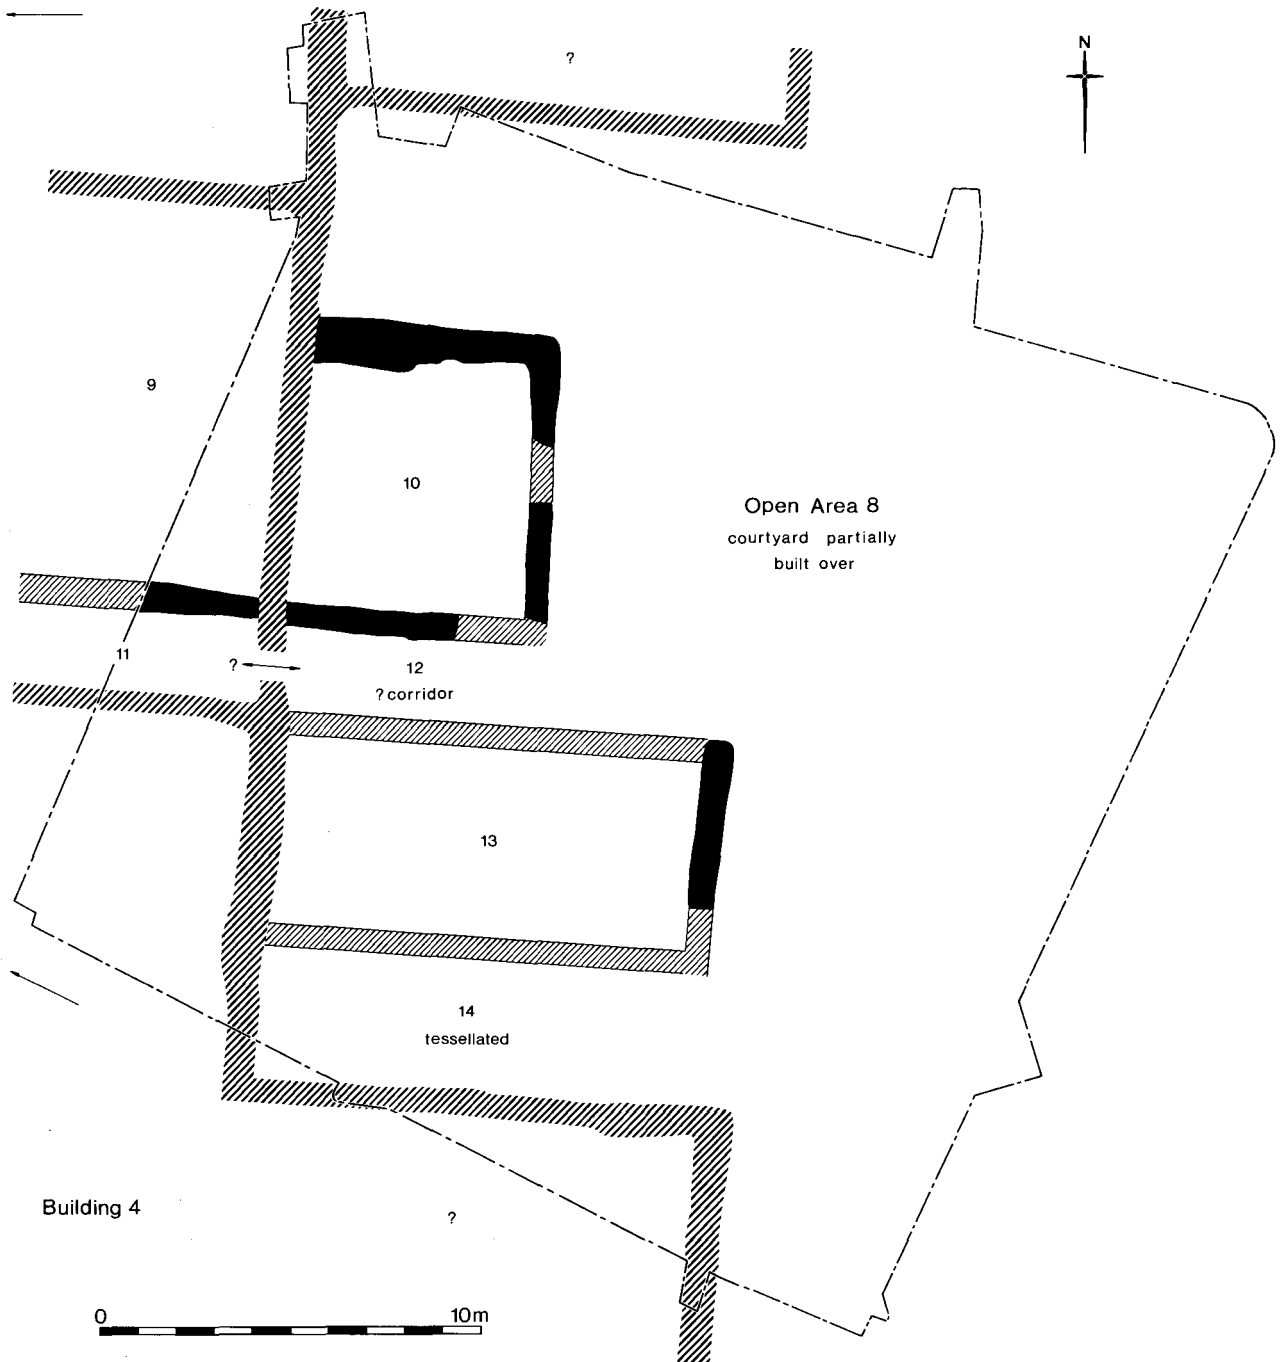 ?
N
9
10
Open Area 8
courtyard partially
built over
11
?
12
? corridor
13
14
tessellated
Building 4
?
0 10m